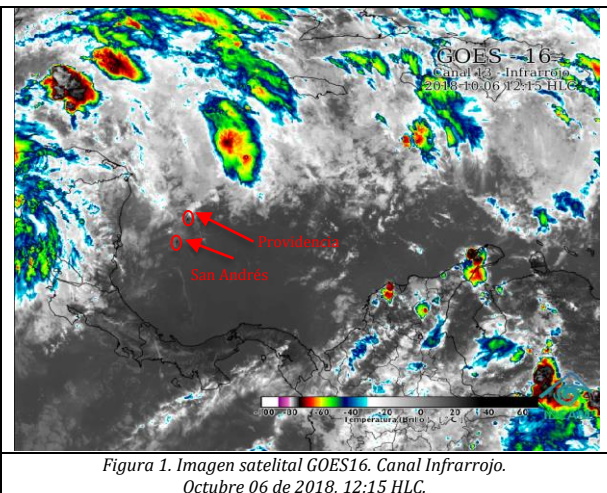 GOES - 16
Canal 13 - Infrarrojo
2018-10-06 12:15 HLC
Providencia
San Andrés
-40 -20 0 20 40 60
Temperatura (Brillo
Figura 1. Imagen satelital GOES16. Canal Infrarrojo.
Octubre 06 de 2018. 12:15 HLC.